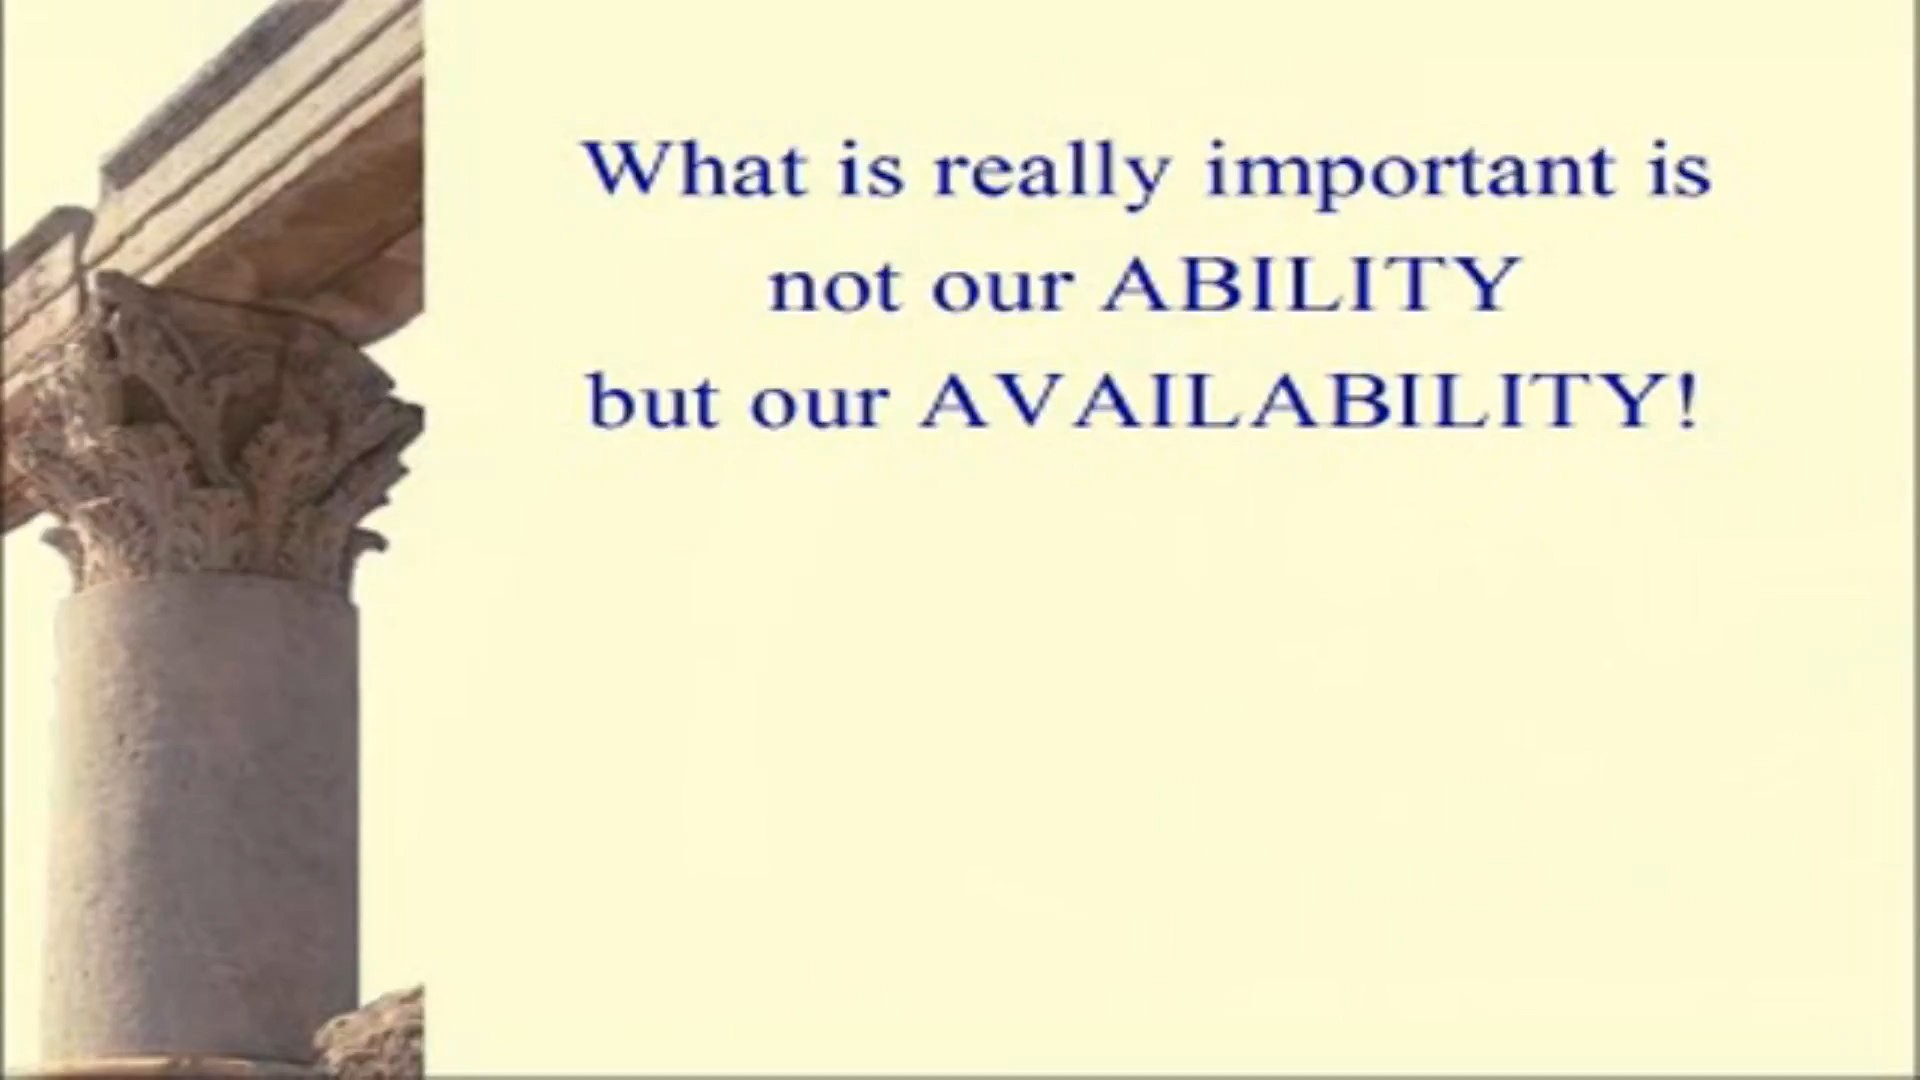 What is really important is
not our ABILITY
but our AVAILABILITY!